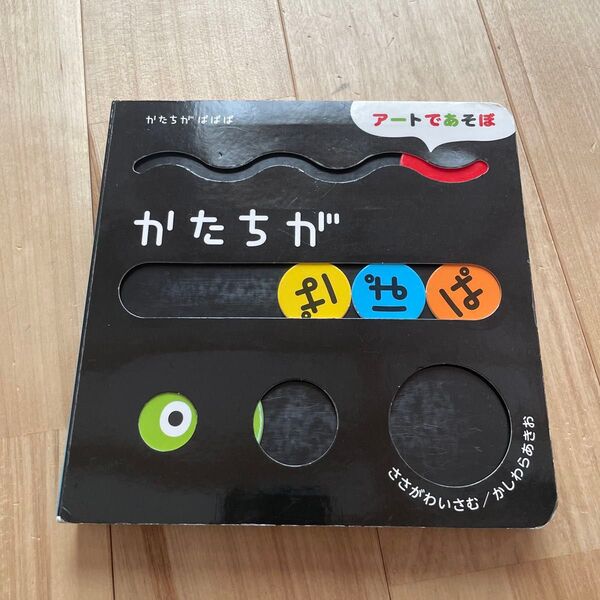 かたちがぱぱぱ
アートであそぼ
かたちが
ぱぱぱ
ささがわいさむ/かしわらあきお